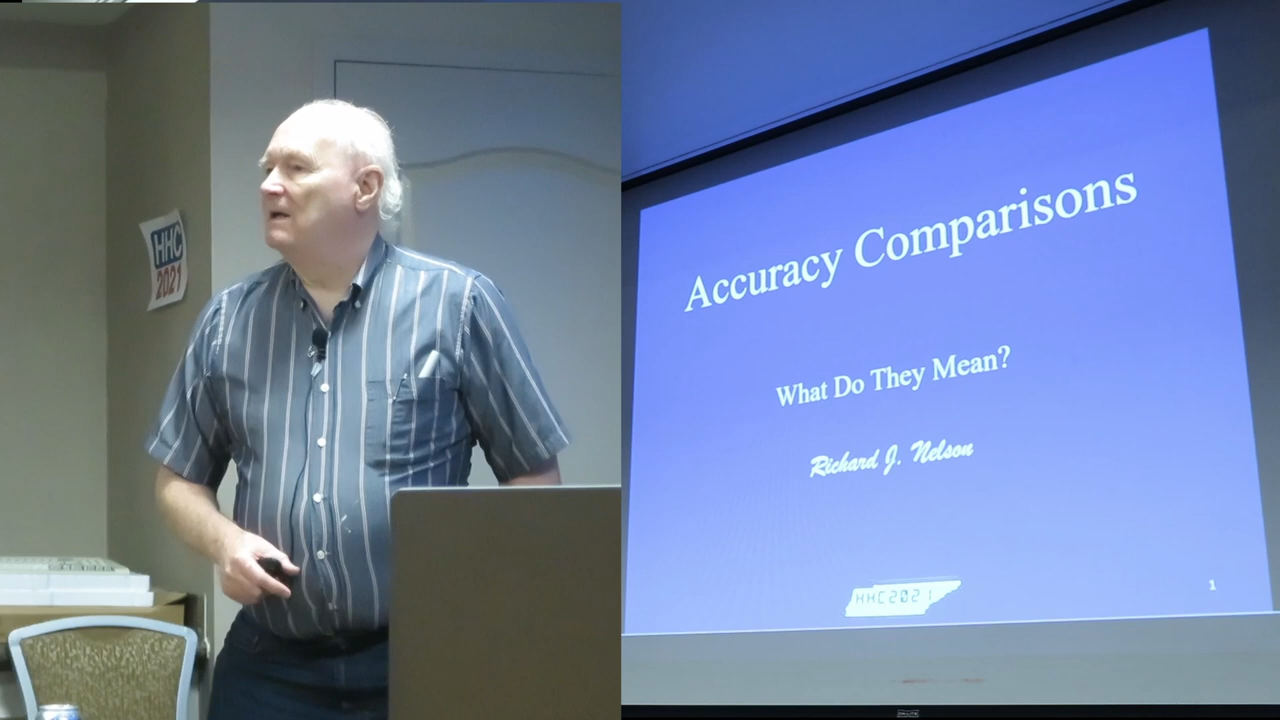 HHC
2021
Accuracy Comparisons
What Do They Mean?
Richard J. Nelson
HHC2021
1